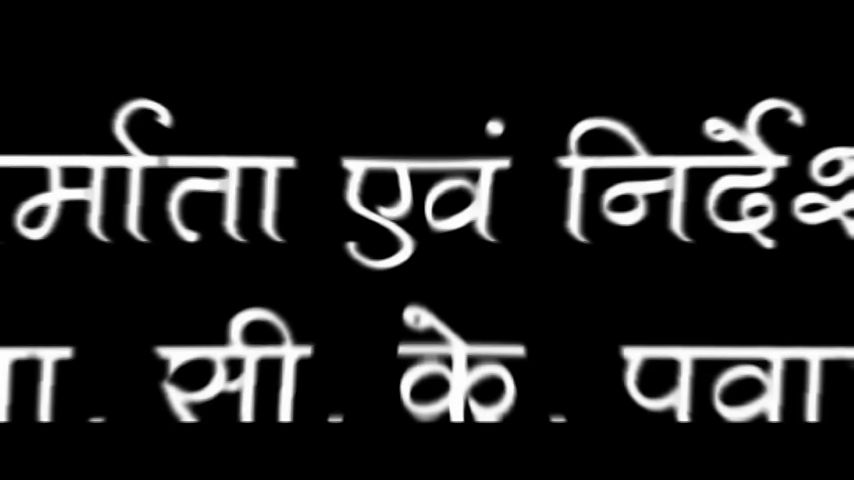 र्माता एवं निर्देश
ा. सी. के. पवा